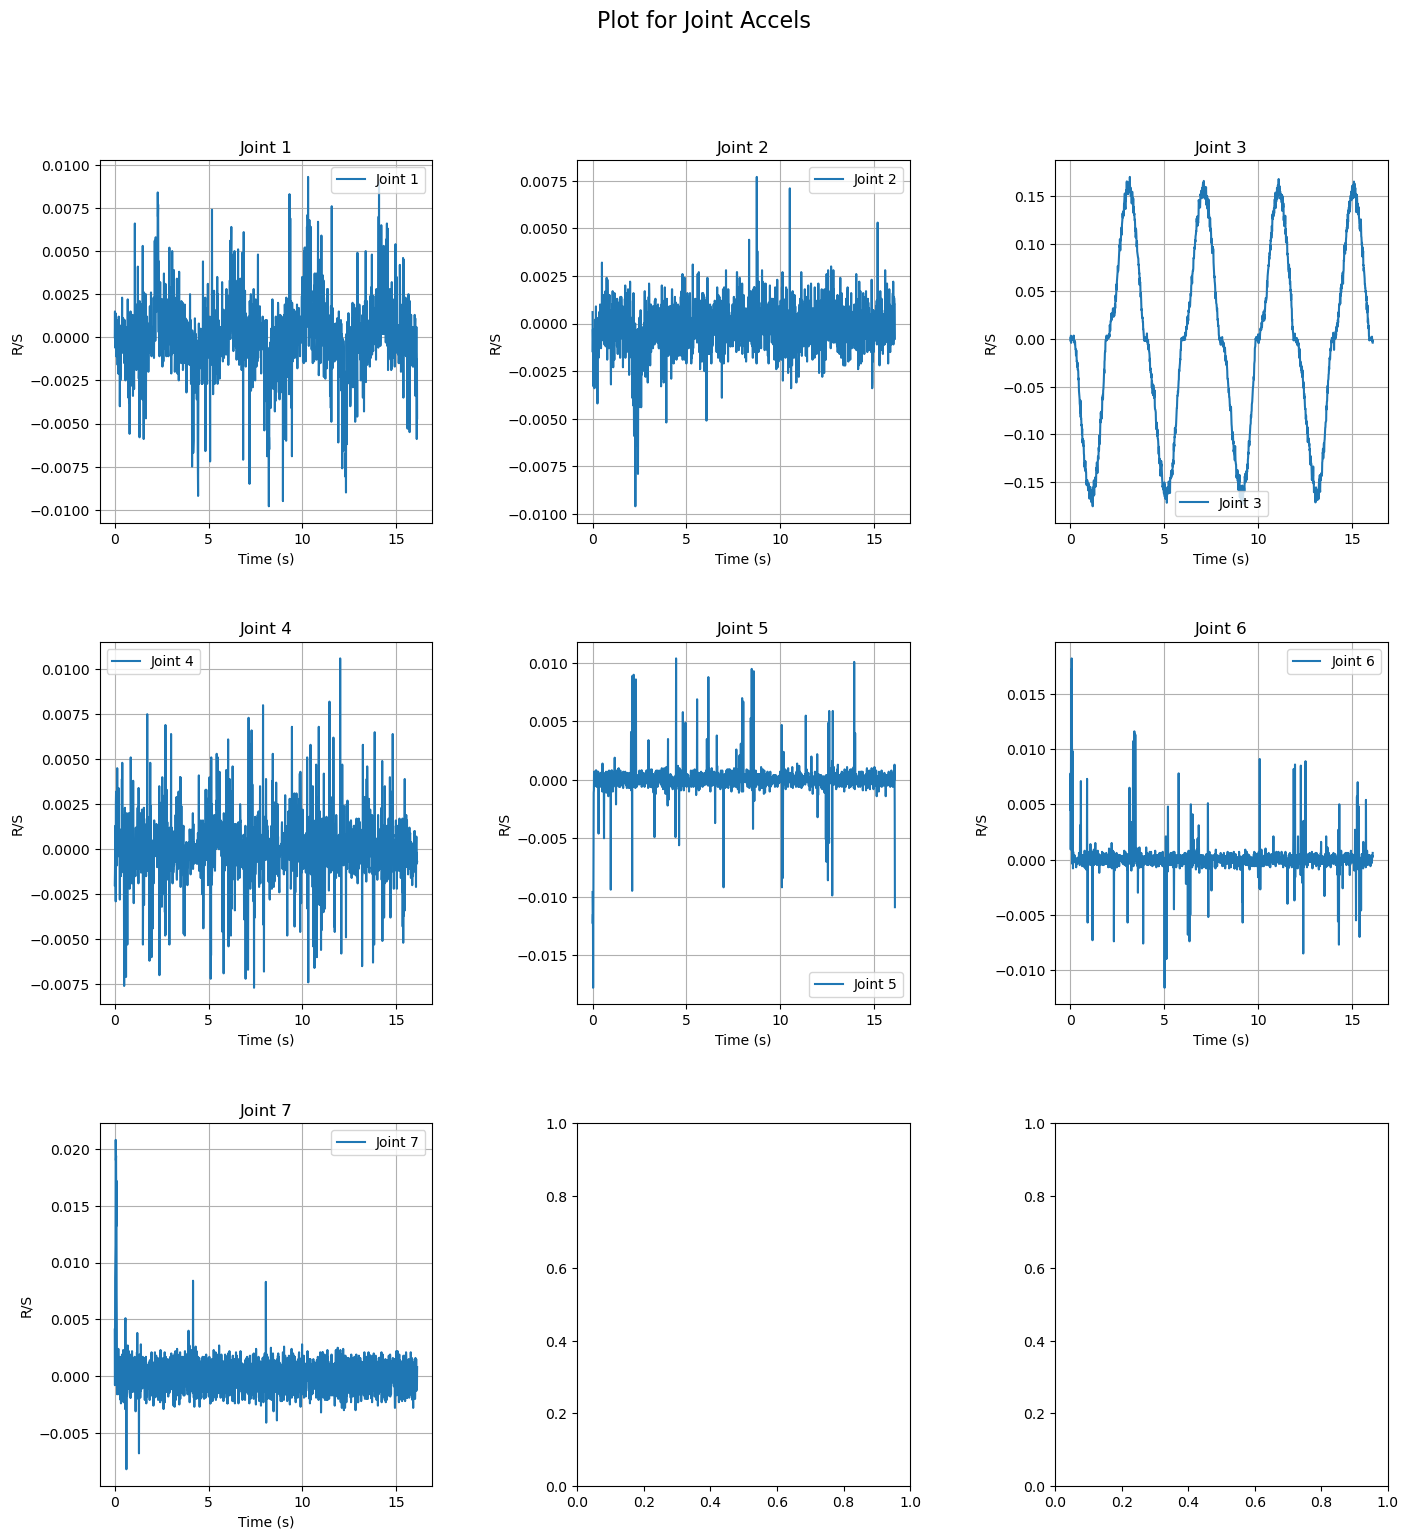 Plot for Joint Accels
Joint 1
0.0100
0.0075
0.0050
0.0025
0.0000
−0.0025
−0.0050
−0.0075
−0.0100
R/S
Joint 1
0 5 10 15
Time (s)
Joint 2
0.0075
0.0050
0.0025
0.0000
−0.0025
−0.0050
−0.0075
−0.0100
R/S
Joint 2
0 5 10 15
Time (s)
Joint 3
0.15
0.10
0.05
0.00
−0.05
−0.10
−0.15
R/S
Joint 3
0 5 10 15
Time (s)
Joint 4
0.0100
0.0075
0.0050
0.0025
0.0000
−0.0025
−0.0050
−0.0075
R/S
Joint 4
0 5 10 15
Time (s)
Joint 5
0.010
0.005
0.000
−0.005
−0.010
−0.015
R/S
Joint 5
0 5 10 15
Time (s)
Joint 6
0.015
0.010
0.005
0.000
−0.005
−0.010
R/S
Joint 6
0 5 10 15
Time (s)
Joint 7
0.020
0.015
0.010
0.005
0.000
−0.005
R/S
Joint 7
0 5 10 15
Time (s)
1.0
0.8
0.6
0.4
0.2
0.0
0.0 0.2 0.4 0.6 0.8 1.0
1.0
0.8
0.6
0.4
0.2
0.0
0.0 0.2 0.4 0.6 0.8 1.0